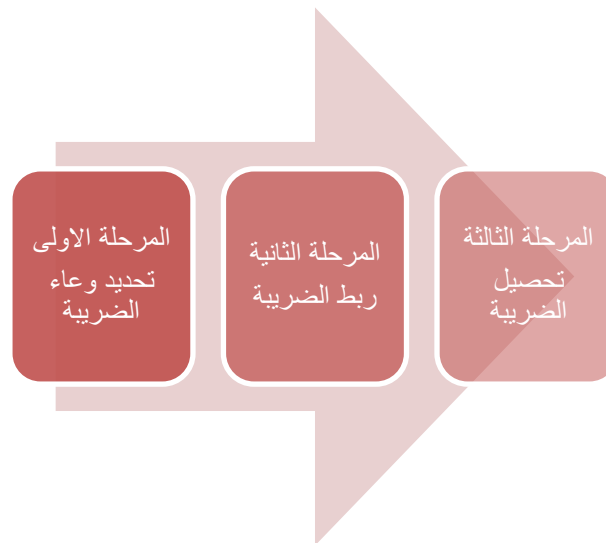 المرحلة الاولى
تحديد وعاء
الضريبة
المرحلة الثانية
ربط الضريبة
المرحلة الثالثة
تحصيل
الضريبة